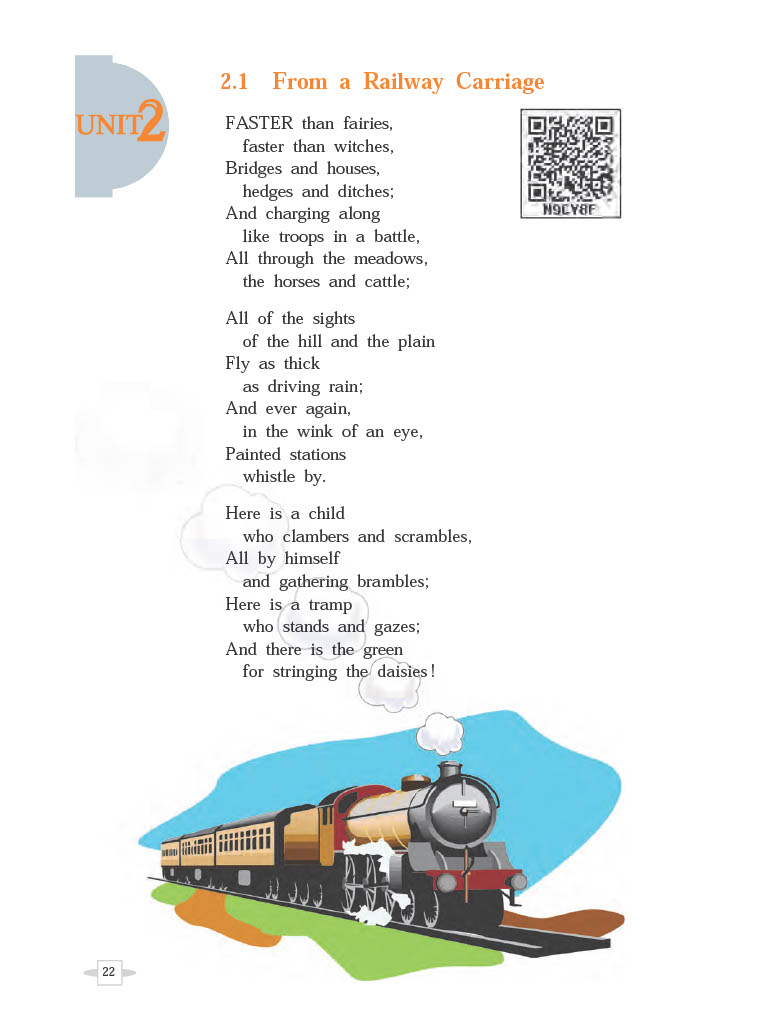 UNIT2
2.1 From a Railway Carriage
FASTER than fairies,
faster than witches,
Bridges and houses,
hedges and ditches;
And charging along
like troops in a battle,
All through the meadows,
the horses and cattle;
All of the sights
of the hill and the plain
Fly as thick
as driving rain;
And ever again,
in the wink of an eye,
Painted stations
whistle by.
Here is a child
who clambers and scrambles,
All by himself
and gathering brambles;
Here is a tramp
who stands and gazes;
And there is the green
for stringing the daisies!
22